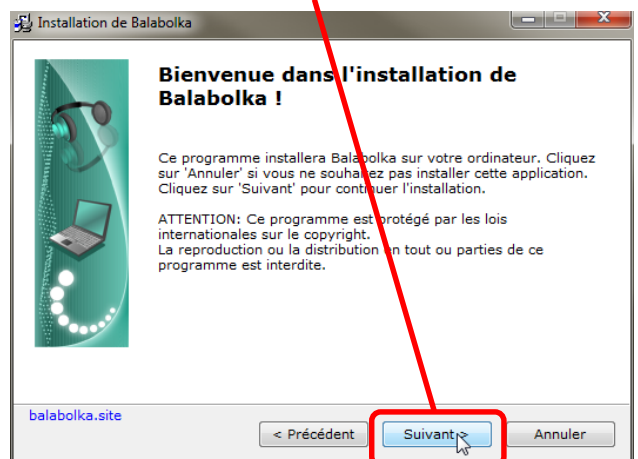 Installation de Balabolka
Bienvenue dans l'installation de
Balabolka !
Ce programme installera Balabolka sur votre ordinateur. Cliquez
sur 'Annuler' si vous ne souhaitez pas installer cette application.
Cliquez sur 'Suivant' pour continuer l'installation.
ATTENTION: Ce programme est protégé par les lois
internationales sur le copyright.
La reproduction ou la distribution en tout ou parties de ce
programme est interdite.
balabolka.site
< Précédent
Suivant >
Annuler